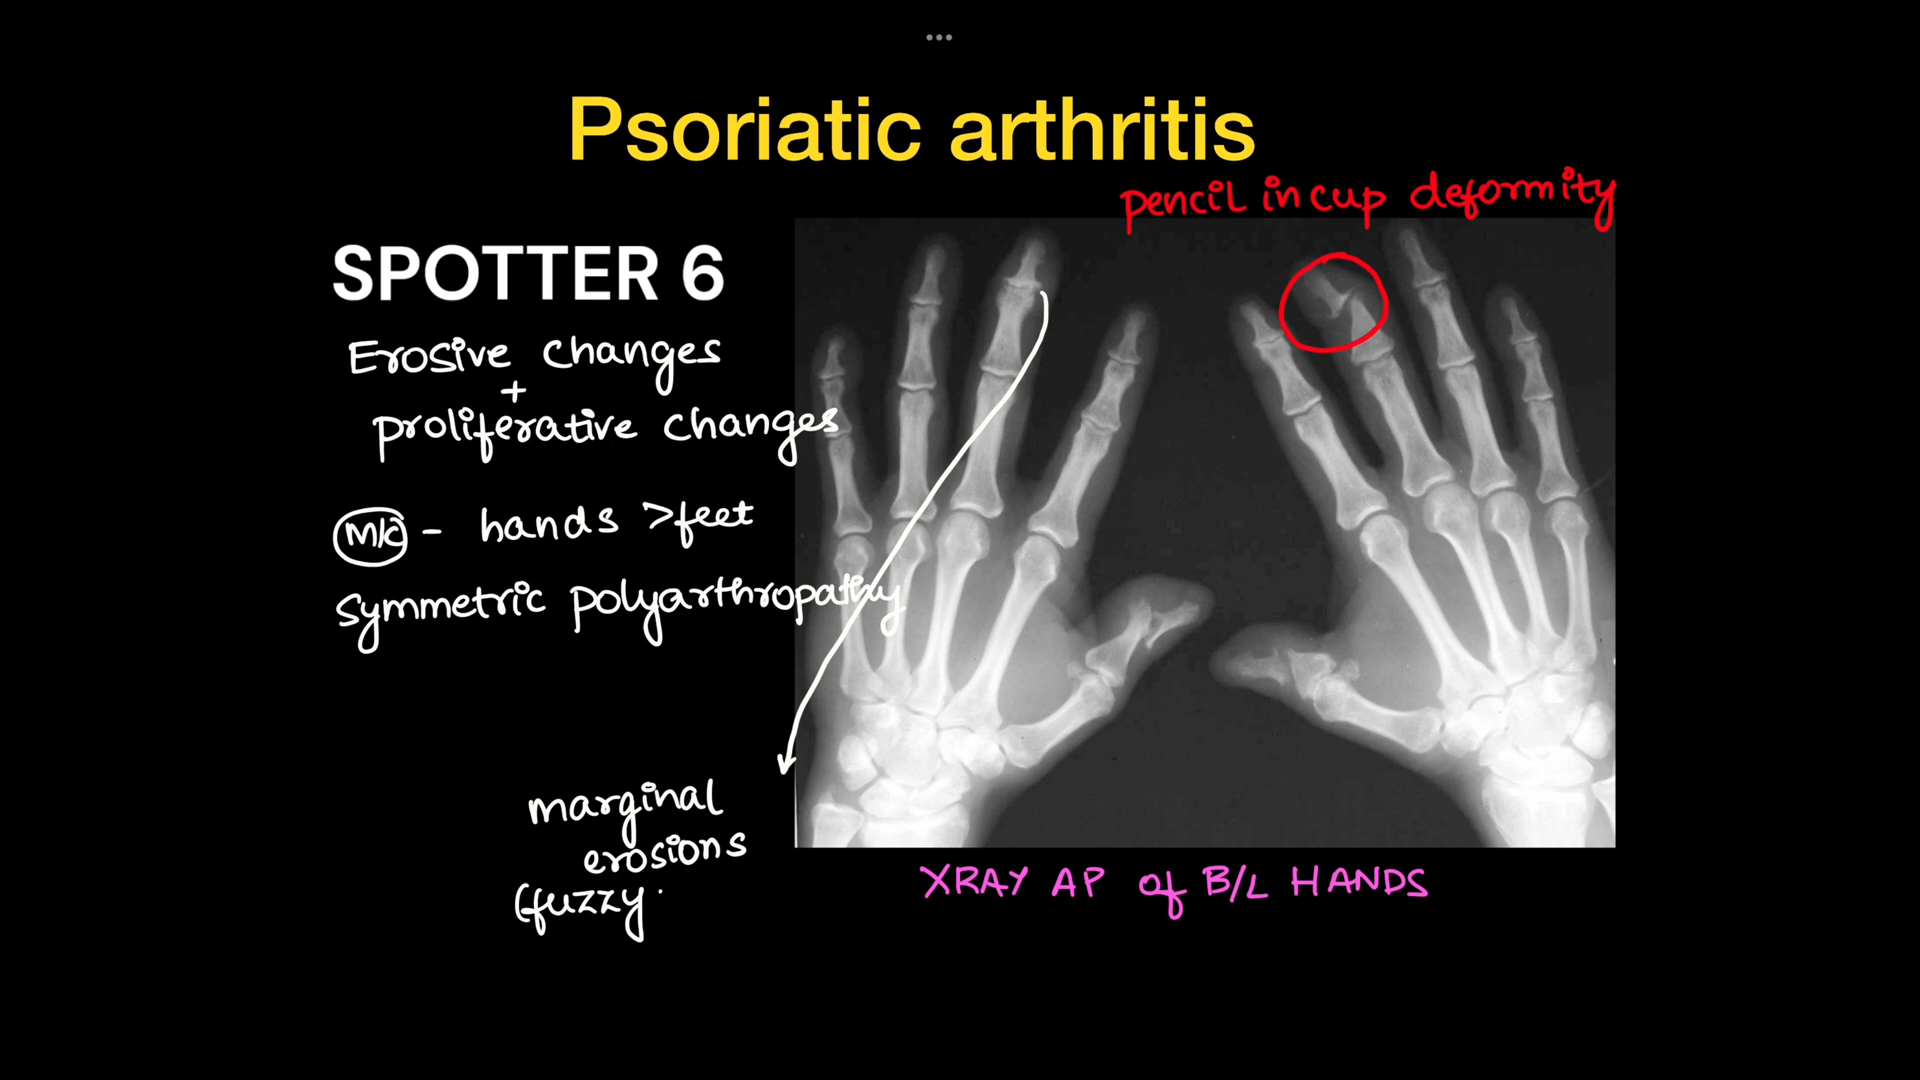 Psoriatic arthritis
pencil in cup deformity
SPOTTER 6
Erosive changes
+
proliferative changes
M/C - hands > feet
Symmetric polyarthropathy
marginal
erosions
(fuzzy
XRAY AP of B/L HANDS